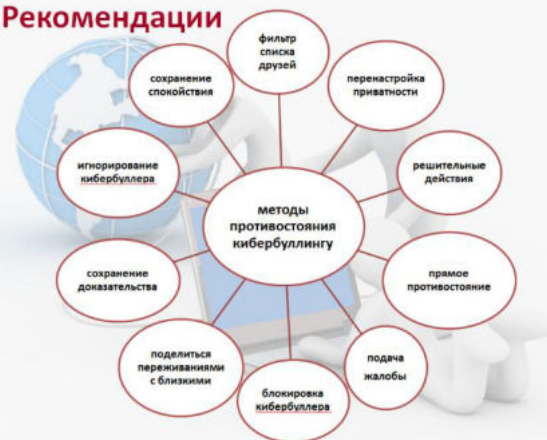 Рекомендации
фильтр
списка
друзей
перенастройка
приватности
решительные
действия
прямое
противостояние
подача
жалобы
блокировка
кибербуллера
поделиться
переживаниями
с близкими
сохранение
доказательства
игнорирование
кибербуллера
сохранение
спокойствия
методы
противостояния
кибербуллингу